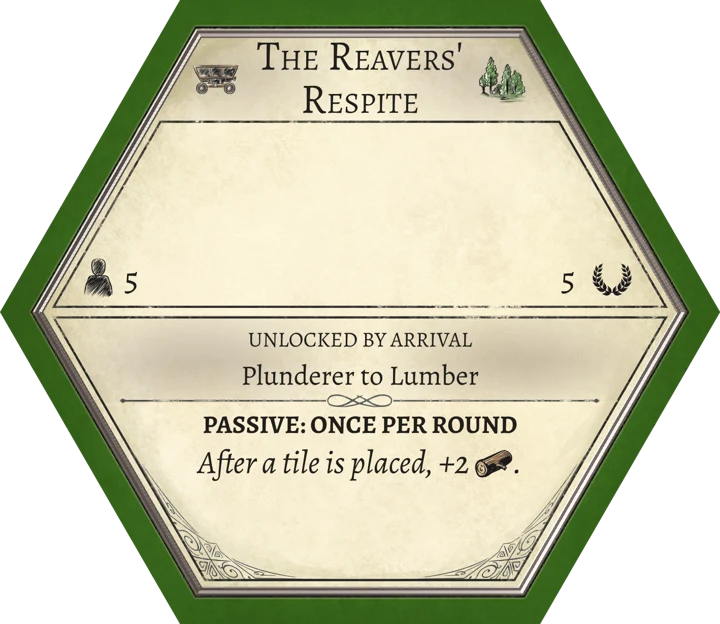 The Reavers'
Respite
5
5
UNLOCKED BY ARRIVAL
Plunderer to Lumber
PASSIVE: ONCE PER ROUND
After a tile is placed, +2 .